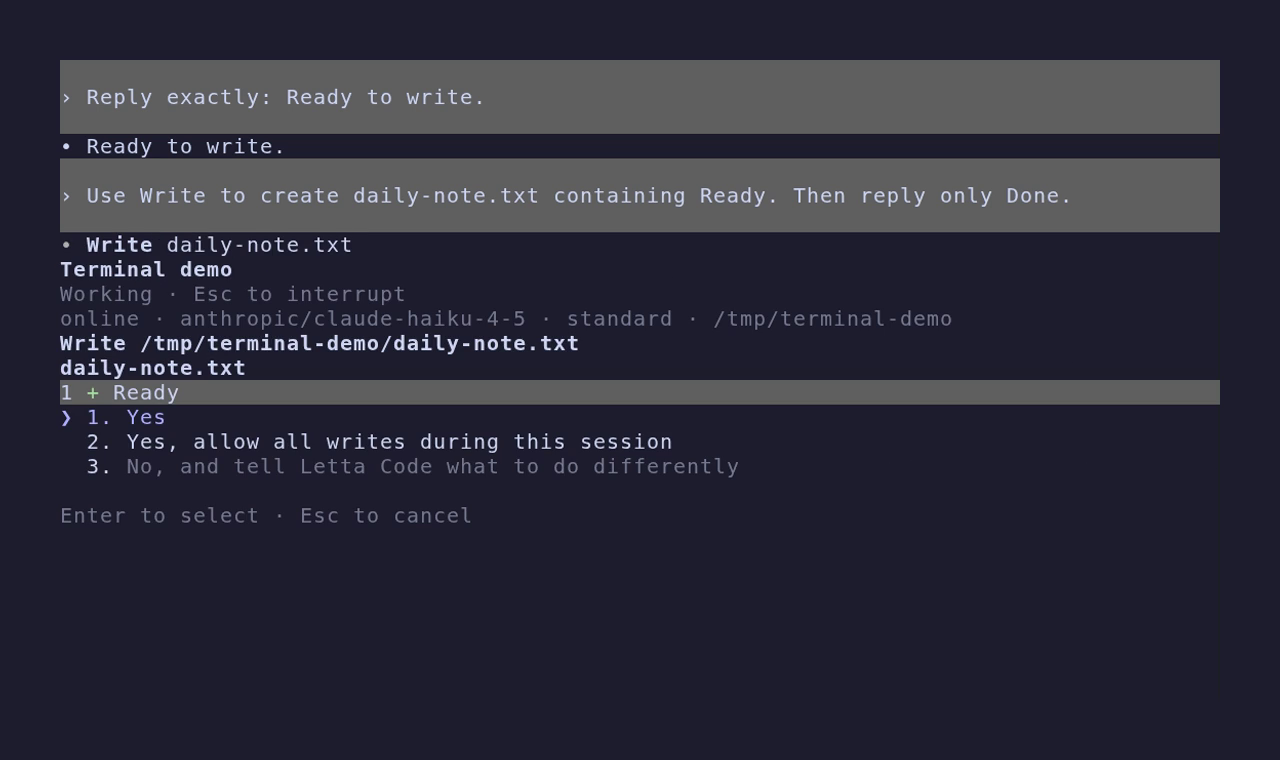 › Reply exactly: Ready to write.
• Ready to write.
› Use Write to create daily-note.txt containing Ready. Then reply only Done.
• Write daily-note.txt
Terminal demo
Working · Esc to interrupt
online · anthropic/claude-haiku-4-5 · standard · /tmp/terminal-demo
Write /tmp/terminal-demo/daily-note.txt
daily-note.txt
1 + Ready
❯ 1. Yes
2. Yes, allow all writes during this session
3. No, and tell Letta Code what to do differently
Enter to select · Esc to cancel